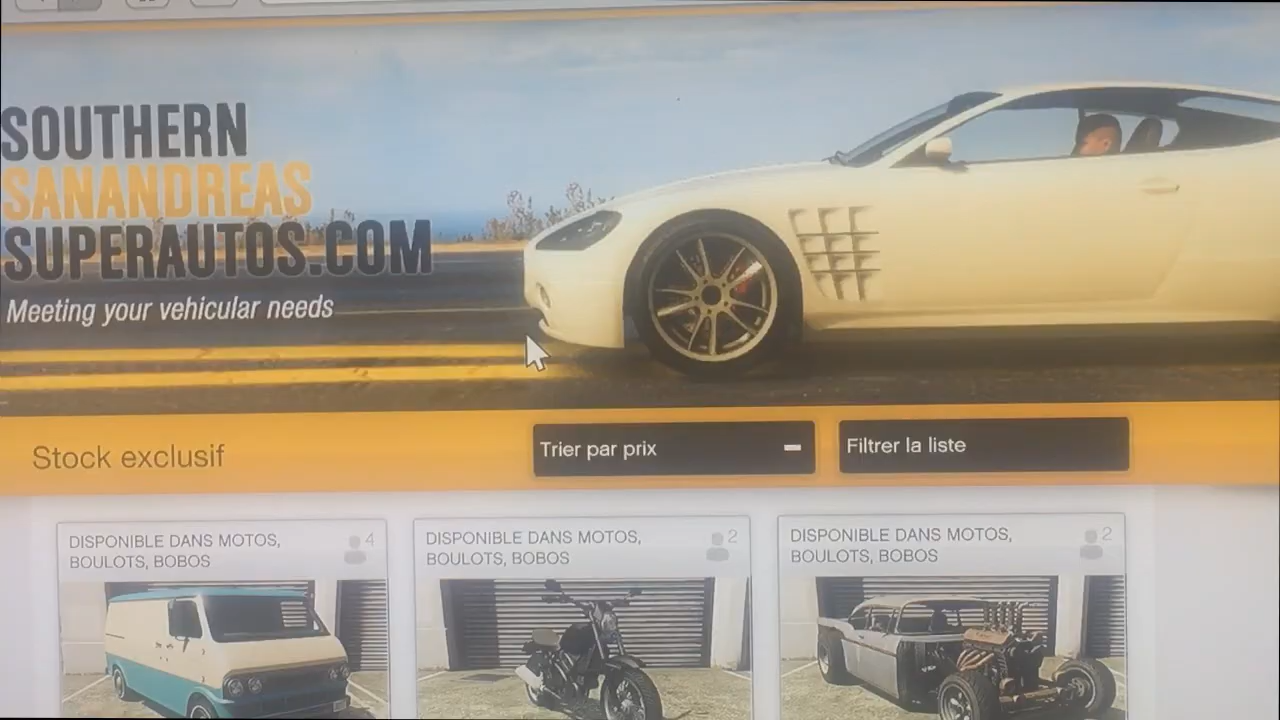 SOUTHERN
SANANDREAS
SUPERAUTOS.COM
Meeting your vehicular needs
Stock exclusif
Trier par prix
Filtrer la liste
DISPONIBLE DANS MOTOS,
BOULOTS, BOBOS
4
DISPONIBLE DANS MOTOS,
BOULOTS, BOBOS
2
DISPONIBLE DANS MOTOS,
BOULOTS, BOBOS
2